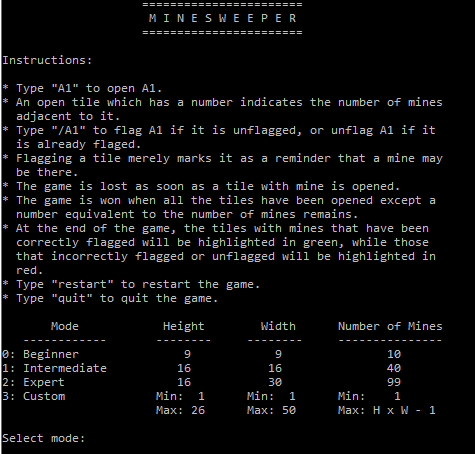 =======================
M I N E S W E E P E R
=======================
Instructions:
* Type "A1" to open A1.
* An open tile which has a number indicates the number of mines
adjacent to it.
* Type "/A1" to flag A1 if it is unflagged, or unflag A1 if it
is already flaged.
* Flagging a tile merely marks it as a reminder that a mine may
be there.
* The game is lost as soon as a tile with mine is opened.
* The game is won when all the tiles have been opened except a
number equivalent to the number of mines remains.
* At the end of the game, the tiles with mines that have been
correctly flagged will be highlighted in green, while those
that incorrectly flagged or unflagged will be highlighted in
red.
* Type "restart" to restart the game.
* Type "quit" to quit the game.
Mode Height Width Number of Mines
------------ -------- -------- ---------------
0: Beginner 9 9 10
1: Intermediate 16 16 40
2: Expert 16 30 99
3: Custom Min: 1 Min: 1 Min: 1
Max: 26 Max: 50 Max: H x W - 1
Select mode: